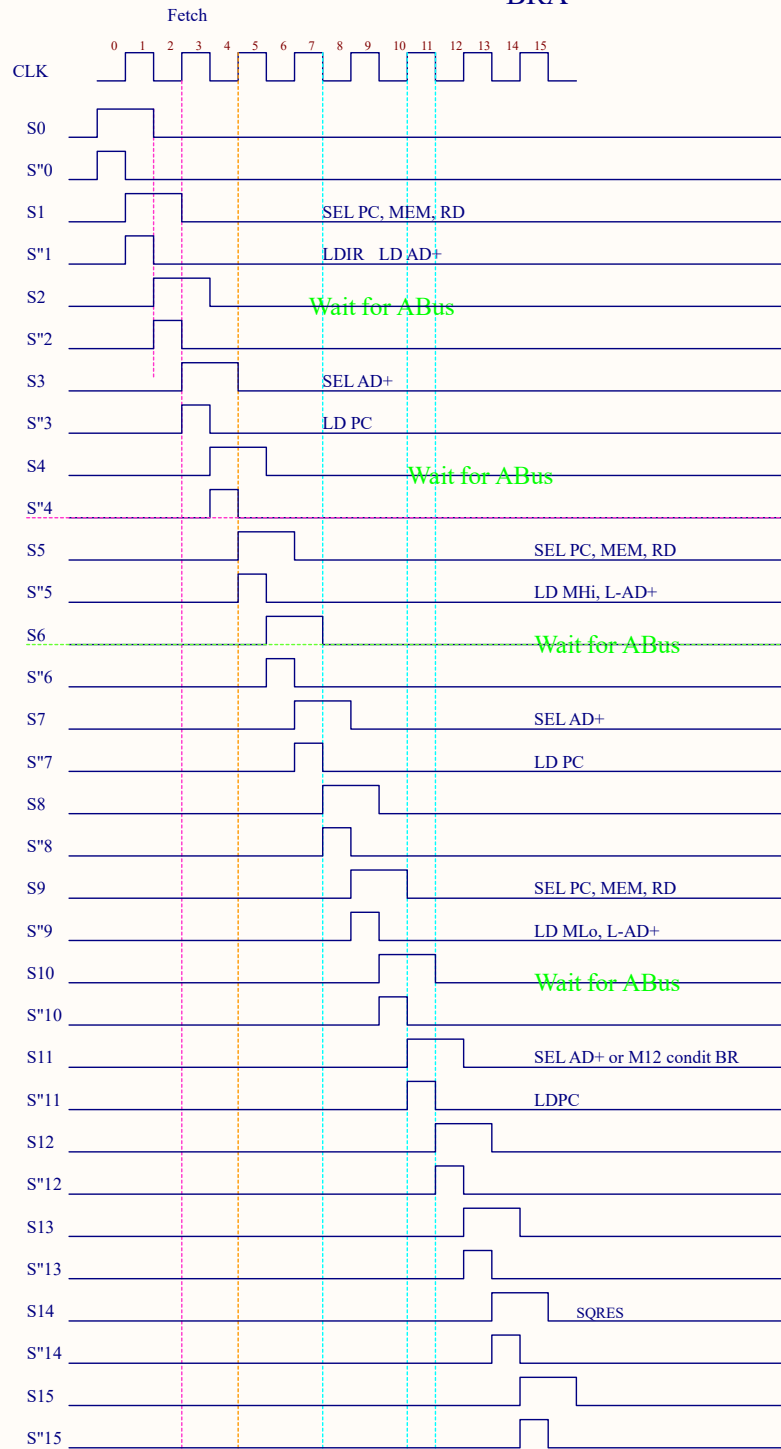 BRA
Fetch
0 1 2 3 4 5 6 7 8 9 10 11 12 13 14 15
CLK
S0
S"0
S1 SEL PC, MEM, RD
S"1 LDIR LD AD+
S2 Wait for ABus
S"2
S3 SEL AD+
S"3 LD PC
S4 Wait for ABus
S"4
S5 SEL PC, MEM, RD
S"5 LD MHi, L-AD+
S6 Wait for ABus
S"6
S7 SEL AD+
S"7 LD PC
S8
S"8
S9 SEL PC, MEM, RD
S"9 LD MLo, L-AD+
S10 Wait for ABus
S"10
S11 SEL AD+ or M12 condit BR
S"11 LDPC
S12
S"12
S13
S"13
S14 SQRES
S"14
S15
S"15